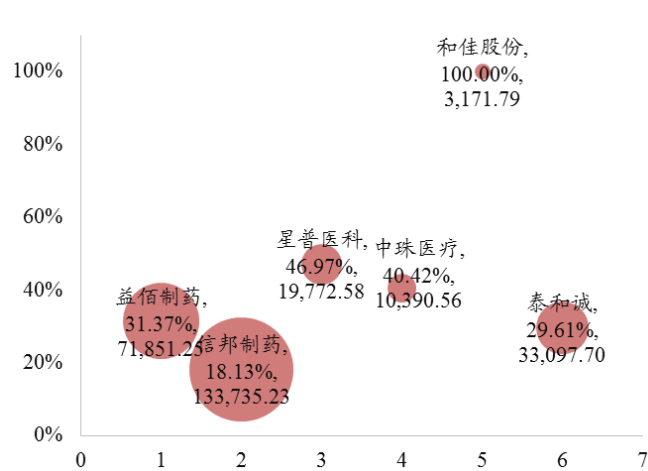 和佳股份,
100.00%,
3,171.79
100%
80%
60%
40%
20%
0%
星普医科,
46.97%,
19,772.58
中珠医疗,
40.42%,
10,390.56
益佰制药,
31.37%,
71,851.25
信邦制药,
18.13%,
133,735.23
泰和诚,
29.61%,
33,097.70
0 1 2 3 4 5 6 7